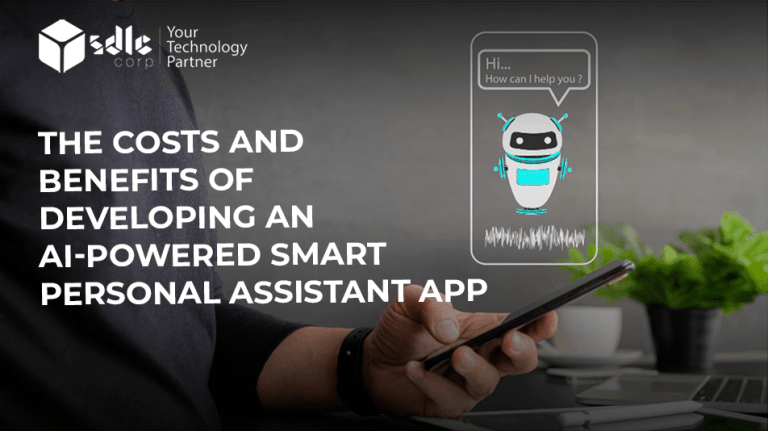 sdlc
corp
Your
Technology
Partner
Hi...
How can I help you ?
THE COSTS AND
BENEFITS OF
DEVELOPING AN
AI-POWERED SMART
PERSONAL ASSISTANT APP